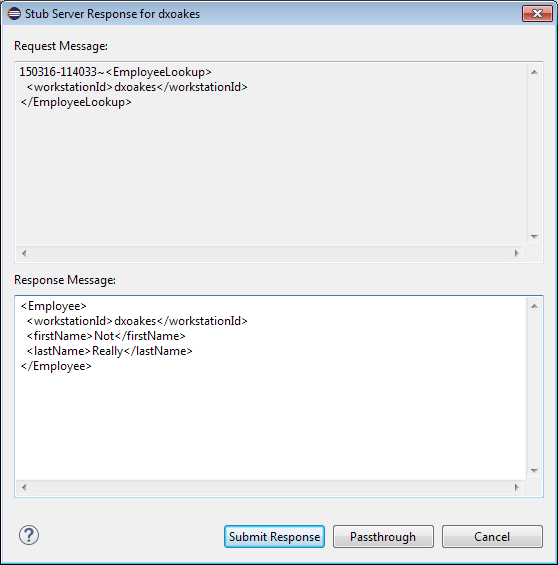 Stub Server Response for dxoakes
Request Message:
150316-114033~<EmployeeLookup>
  <workstationId>dxoakes</workstationId>
</EmployeeLookup>
Response Message:
<Employee>
  <workstationId>dxoakes</workstationId>
  <firstName>Not</firstName>
  <lastName>Really</lastName>
</Employee>
? Submit Response Passthrough Cancel